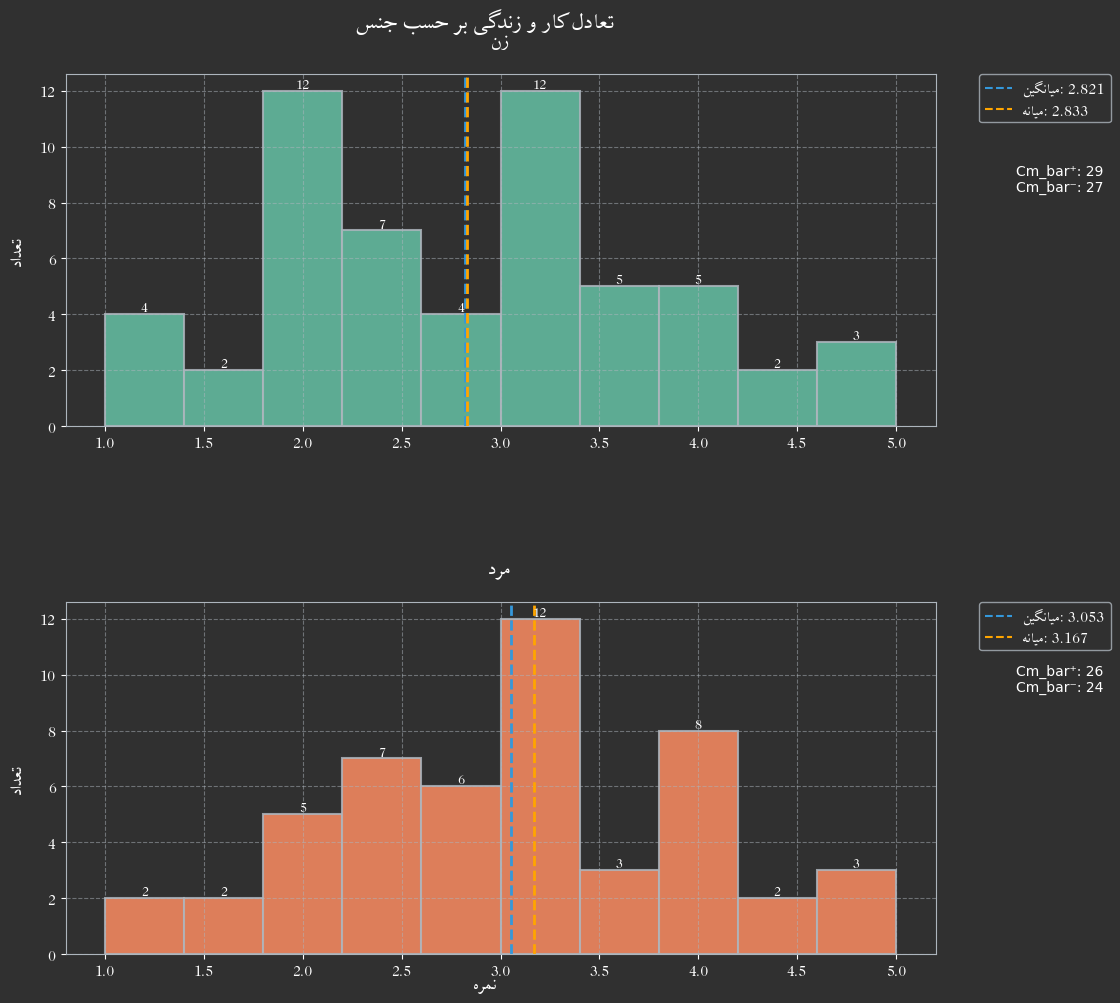 تعادل کار و زندگی بر حسب جنس
زن
12
10
8
6
4
2
0
تعداد
4
2
12
7
4
12
5
5
2
3
1.0 1.5 2.0 2.5 3.0 3.5 4.0 4.5 5.0
میانگین: 2.821
میانه: 2.833
Cm_bar⁺: 29
Cm_bar⁻: 27
مرد
12
10
8
6
4
2
0
تعداد
2
2
5
7
6
12
3
8
2
3
1.0 1.5 2.0 2.5 3.0 3.5 4.0 4.5 5.0
نمره
میانگین: 3.053
میانه: 3.167
Cm_bar⁺: 26
Cm_bar⁻: 24